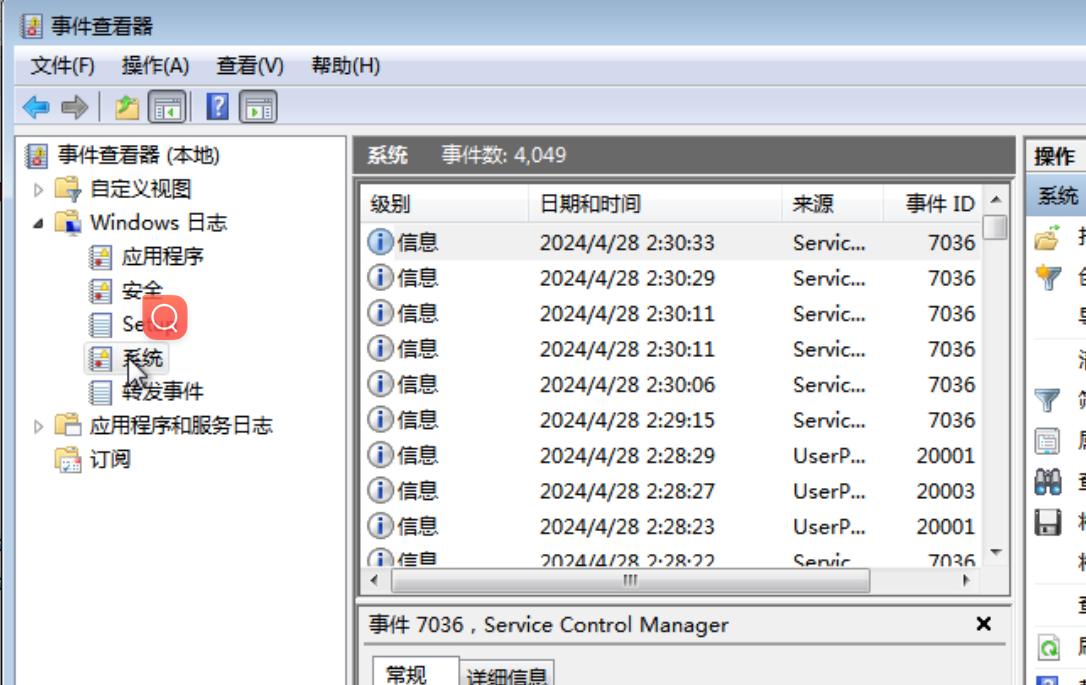 事件查看器
文件(F) 操作(A) 查看(V) 帮助(H)
事件查看器 (本地)
自定义视图
Windows 日志
应用程序
安全
Setup
系统
转发事件
应用程序和服务日志
订阅
系统 事件数: 4,049
级别 日期和时间 来源 事件 ID
信息 2024/4/28 2:30:33 Servic... 7036
信息 2024/4/28 2:30:29 Servic... 7036
信息 2024/4/28 2:30:11 Servic... 7036
信息 2024/4/28 2:30:11 Servic... 7036
信息 2024/4/28 2:30:06 Servic... 7036
信息 2024/4/28 2:29:15 Servic... 7036
信息 2024/4/28 2:28:29 UserP... 20001
信息 2024/4/28 2:28:27 UserP... 20003
信息 2024/4/28 2:28:23 UserP... 20001
信息 2024/4/28 2:28:22 Servic 7036
事件 7036 , Service Control Manager
常规 详细信息
操作
系统